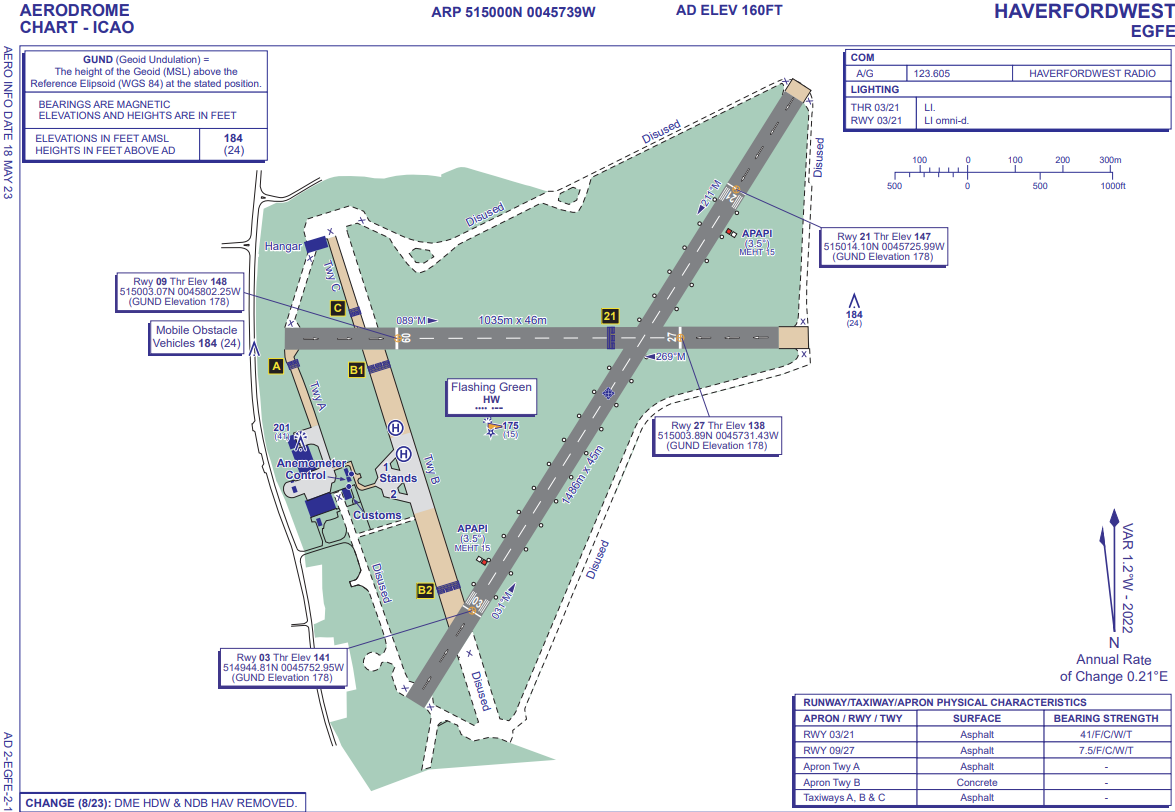 AERODROME
CHART - ICAO
ARP 515000N 0045739W
AD ELEV 160FT
HAVERFORDWEST
EGFE
AERO INFO DATE 18 MAY 23
GUND (Geoid Undulation) =
The height of the Geoid (MSL) above the
Reference Elipsoid (WGS 84) at the stated position.
BEARINGS ARE MAGNETIC
ELEVATIONS AND HEIGHTS ARE IN FEET
ELEVATIONS IN FEET AMSL 184
HEIGHTS IN FEET ABOVE AD (24)
COM
A/G 123.605 HAVERFORDWEST RADIO
LIGHTING
THR 03/21 LI.
RWY 03/21 LI omni-d.
100 0 100 200 300m
500 0 500 1000ft
Disused
Disused
Disused
211°M
21
APAPI
(3.5°)
MEHT 15
Rwy 21 Thr Elev 147
515014.10N 0045725.99W
(GUND Elevation 178)
Hangar
Twy C
C
Rwy 09 Thr Elev 148
515003.07N 0045802.25W
(GUND Elevation 178)
Mobile Obstacle
Vehicles 184 (24)
184
(24)
089°M
1035m x 46m
21
09
27
269°M
A
B1
Twy A
Flashing Green
HW
•••• •−−
175
(15)
201
(41)
H
H
Anemometer
Control
1
Stands
2
Twy B
Customs
Rwy 27 Thr Elev 138
515003.89N 0045731.43W
(GUND Elevation 178)
1486m x 45m
APAPI
(3.5°)
MEHT 15
Disused
Disused
B2
03
031°M
Rwy 03 Thr Elev 141
514944.81N 0045752.95W
(GUND Elevation 178)
Disused
VAR 1.2°W - 2022
N
Annual Rate
of Change 0.21°E
RUNWAY/TAXIWAY/APRON PHYSICAL CHARACTERISTICS
APRON / RWY / TWY SURFACE BEARING STRENGTH
RWY 03/21 Asphalt 41/F/C/W/T
RWY 09/27 Asphalt 7.5/F/C/W/T
Apron Twy A Asphalt -
Apron Twy B Concrete -
Taxiways A, B & C Asphalt -
AD 2-EGFE-2-1
CHANGE (8/23): DME HDW & NDB HAV REMOVED.